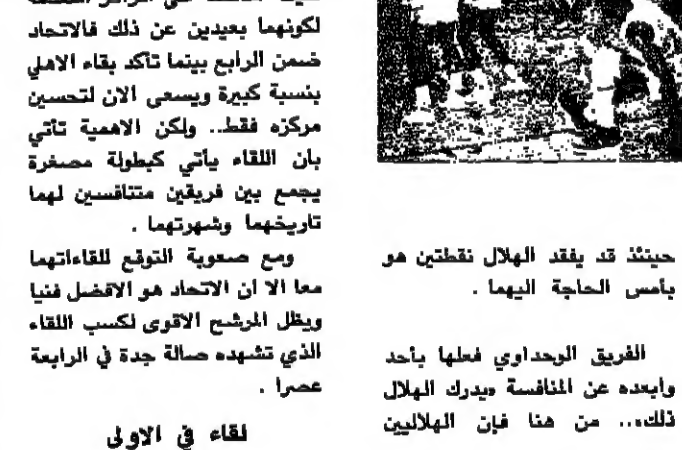 حينئذ قد يفقد الهلال نقطتين هو
بأمس الحاجة اليهما .
الفريق الوحداوي فعلها بأحد
وابعده عن المنافسة ويدرك الهلال
ذلك... من هنا فإن الهلاليين
لكونهما بعيدين عن ذلك فالاتحاد
ضمن الرابع بينما تأكد بقاء الاهلي
بنسبة كبيرة ويسعى الان لتحسين
مركزه فقط.. ولكن الاهمية تأتي
بان اللقاء يأتي كبطولة مصغرة
يجمع بين فريقين متنافسين لهما
تاريخهما وشهرتهما .
ومع صعوبة التوقع للقاءاتهما
معا الا ان الاتحاد هو الافضل فنيا
ويظل المرشح الاقوى لكسب اللقاء
الذي تشهده صالة جدة في الرابعة
عصرا .
لقاء في الاولى